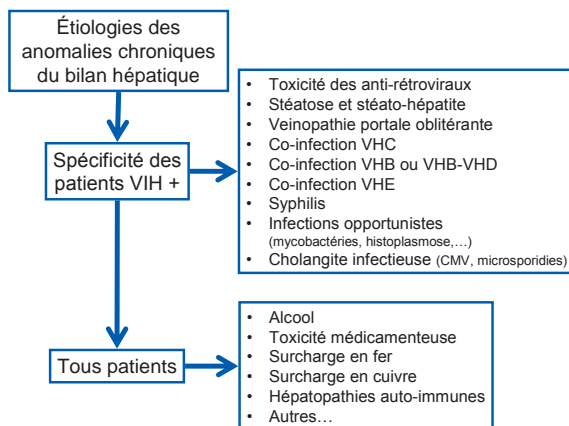 Étiologies des
anomalies chroniques
du bilan hépatique
Spécificité des
patients VIH +
• Toxicité des anti-rétroviraux
• Stéatose et stéato-hépatite
• Veinopathie portale oblitérante
• Co-infection VHC
• Co-infection VHB ou VHB-VHD
• Co-infection VHE
• Syphilis
• Infections opportunistes
(mycobactéries, histoplasmose,…)
• Cholangite infectieuse (CMV, microsporidies)
Tous patients
• Alcool
• Toxicité médicamenteuse
• Surcharge en fer
• Surcharge en cuivre
• Hépatopathies auto-immunes
• Autres…